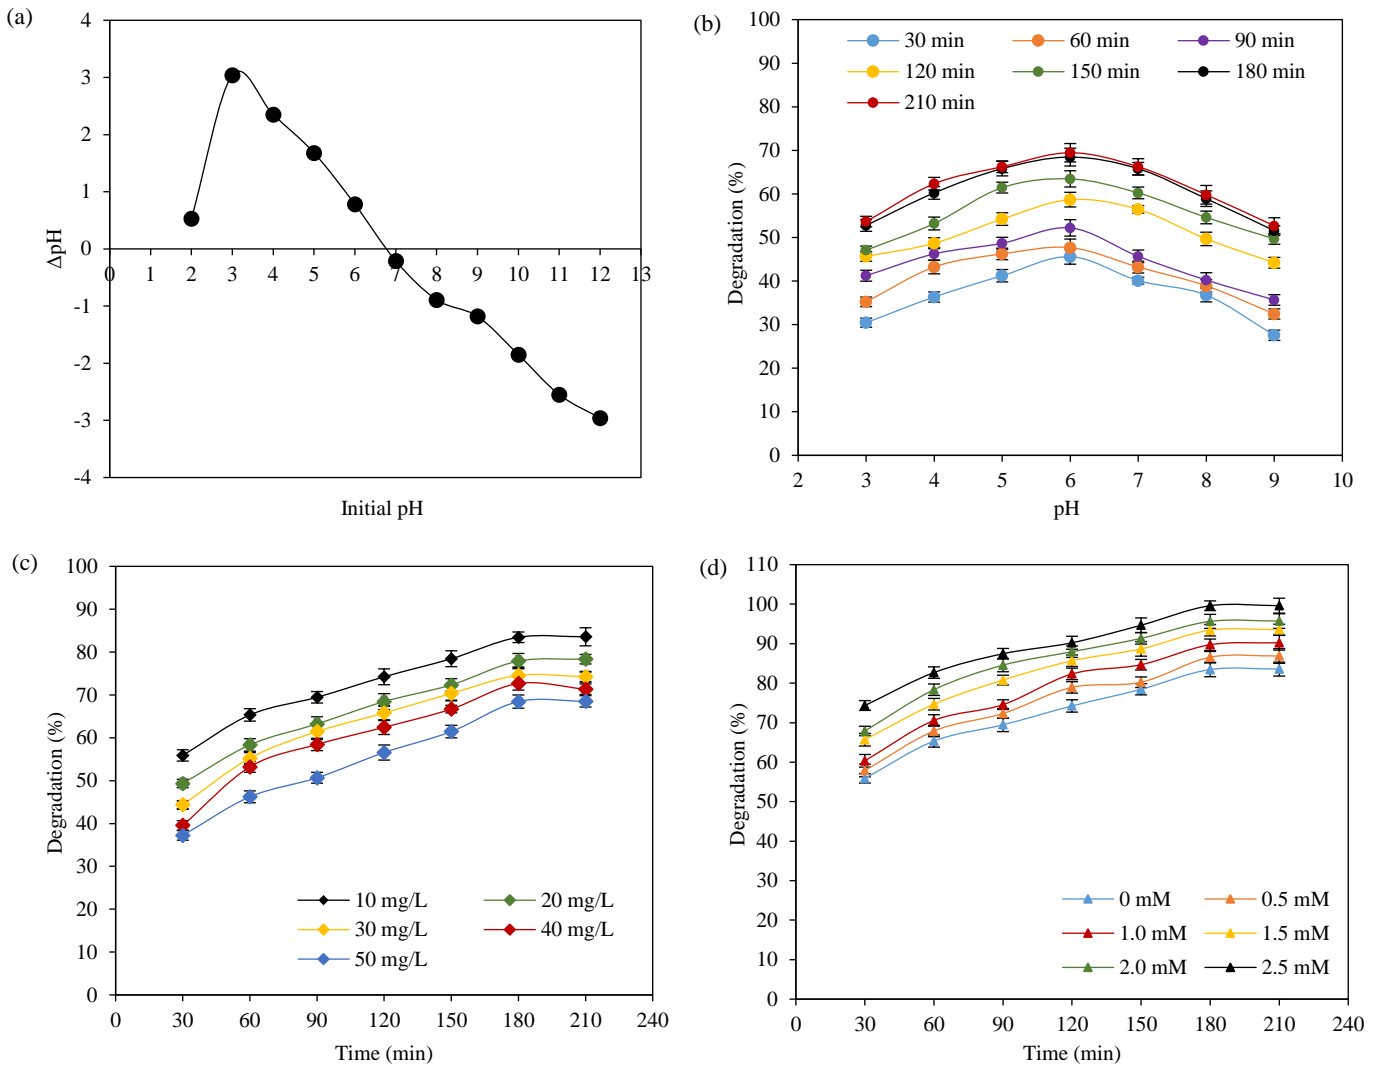 (a)
4
3
2
1
0
-1
-2
-3
-4
ΔpH
0 1 2 3 4 5 6 7 8 9 10 11 12 13
Initial pH
(b)
100
90
80
70
60
50
40
30
20
10
0
Degradation (%)
30 min 60 min 90 min
120 min 150 min 180 min
210 min
2 3 4 5 6 7 8 9 10
pH
(c)
100
90
80
70
60
50
40
30
20
10
0
Degradation (%)
10 mg/L 20 mg/L
30 mg/L 40 mg/L
50 mg/L
0 30 60 90 120 150 180 210 240
Time (min)
(d)
110
100
90
80
70
60
50
40
30
20
10
0
Degradation (%)
0 mM 0.5 mM
1.0 mM 1.5 mM
2.0 mM 2.5 mM
0 30 60 90 120 150 180 210 240
Time (min)